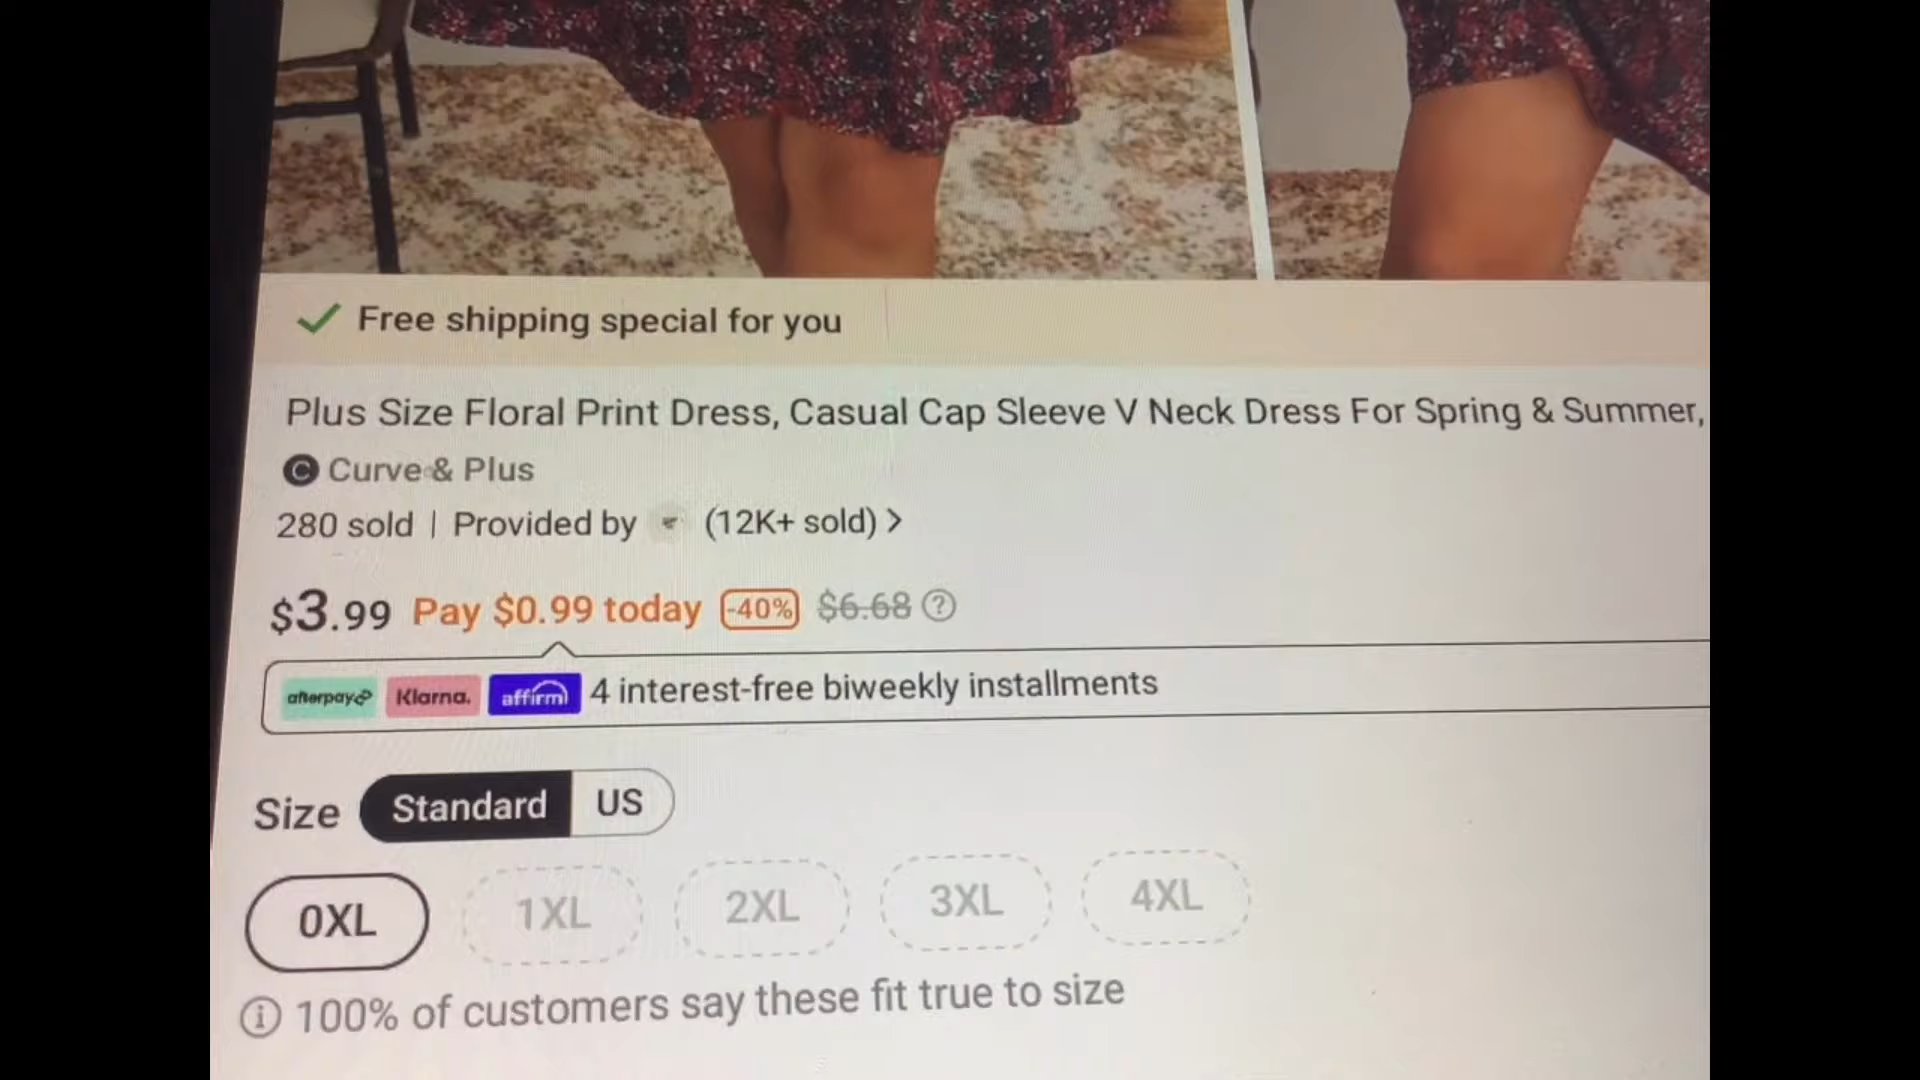 Free shipping special for you
Plus Size Floral Print Dress, Casual Cap Sleeve V Neck Dress For Spring & Summer,
C Curve & Plus
280 sold | Provided by (12K+ sold) >
$3.99 Pay $0.99 today -40% $6.68 ?
afterpay Klarna. affirm 4 interest-free biweekly installments
Size Standard US
0XL 1XL 2XL 3XL 4XL
i 100% of customers say these fit true to size